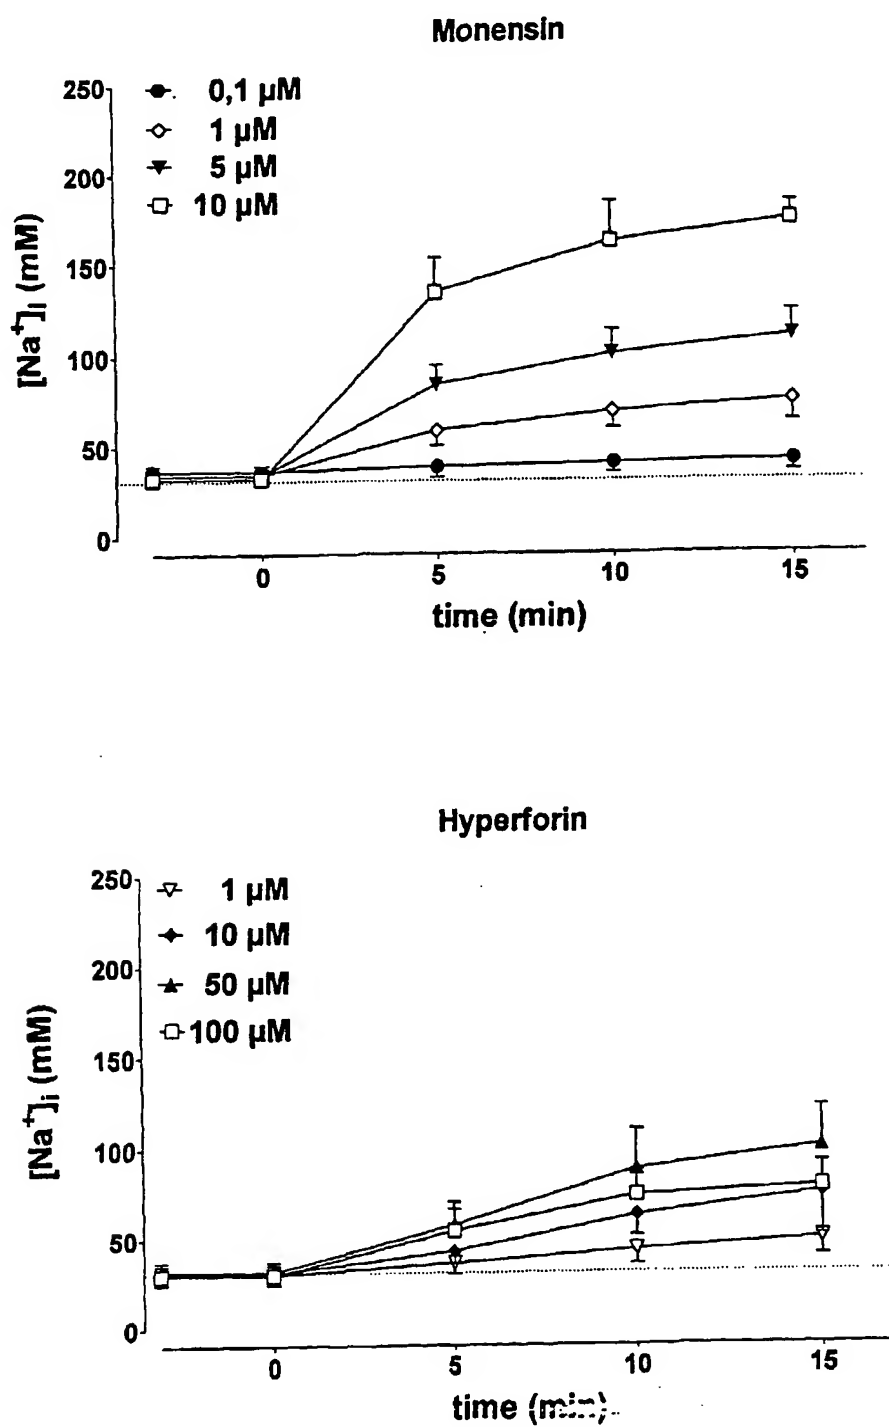 Monensin
250
200
150
100
50
0
[Na⁺]ᵢ (mM)
0,1 µM
1 µM
5 µM
10 µM
0 5 10 15
time (min)
Hyperforin
250
200
150
100
50
0
[Na⁺]ᵢ (mM)
1 µM
10 µM
50 µM
100 µM
0 5 10 15
time (min)